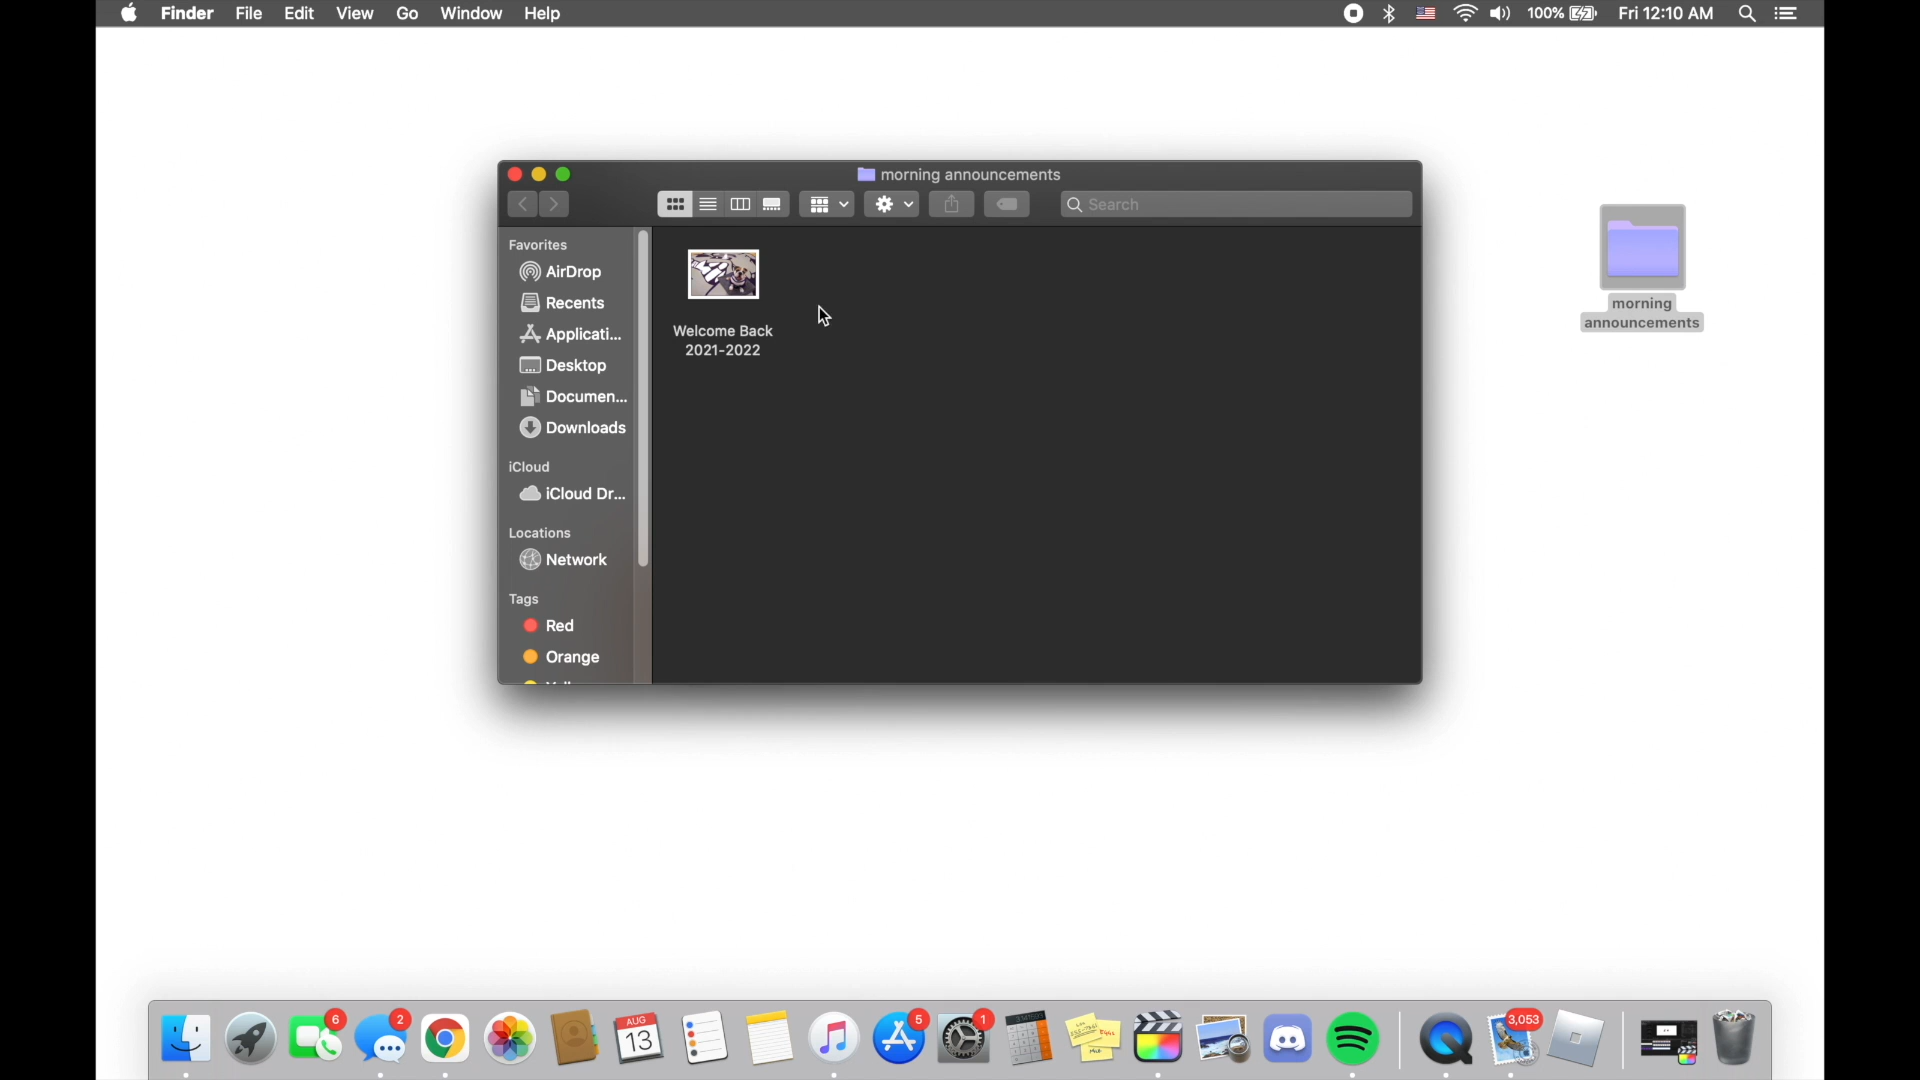 Finder File Edit View Go Window Help 100% Fri 12:10 AM
morning announcements
Search
Favorites
AirDrop
Recents
Applicati...
Desktop
Documen...
Downloads
iCloud
iCloud Dr...
Locations
Network
Tags
Red
Orange
Welcome Back
2021-2022
morning
announcements
6
2
AUG
13
5
1
3,053